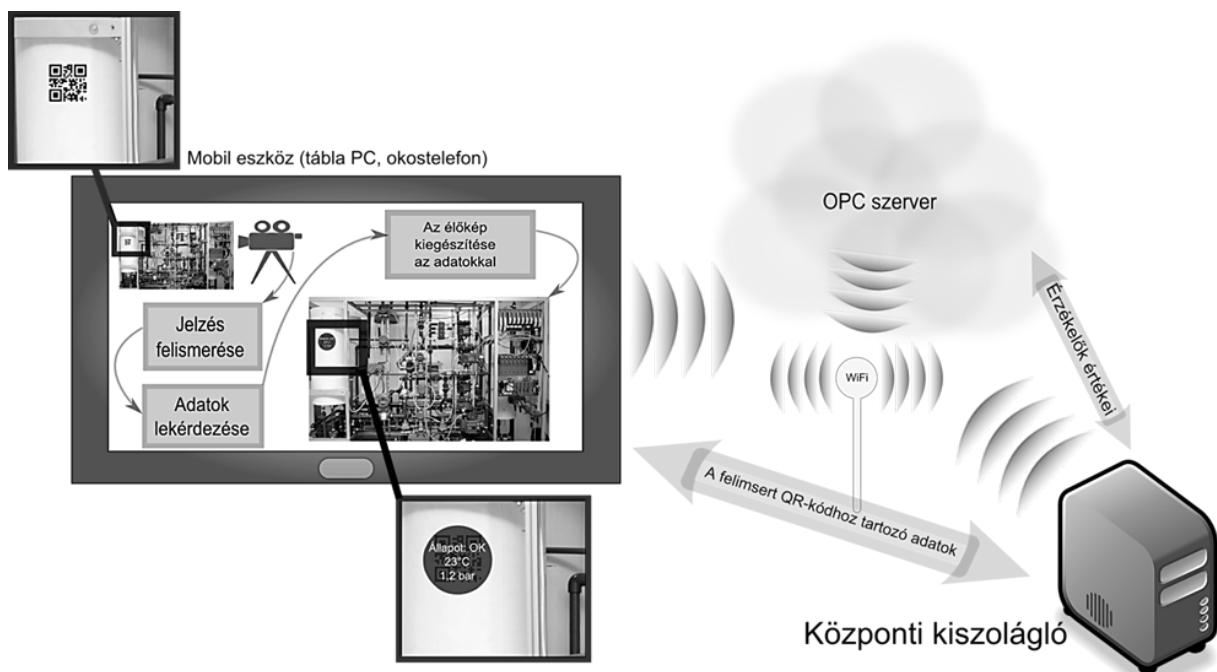 Mobil eszköz (tábla PC, okostelefon)
Az élőkép
kiegészítése
az adatokkal
Jelzés
felismerése
Adatok
lekérdezése
Állapot: OK
23°C
1,2 bar
OPC szerver
WiFi
Érzékelők értékei
A felimsert QR-kódhoz tartozó adatok
Központi kiszolágló